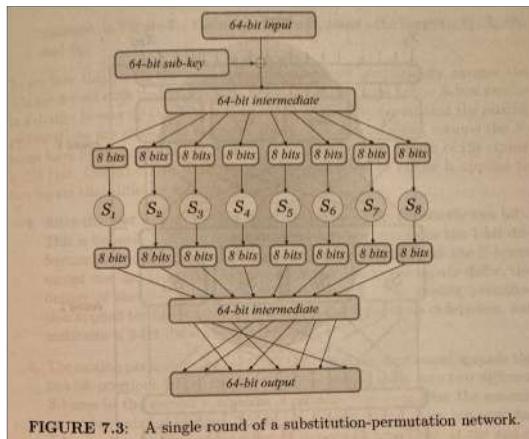 64-bit input
64-bit sub-key
64-bit intermediate
8 bits 8 bits 8 bits 8 bits 8 bits 8 bits 8 bits 8 bits
S1 S2 S3 S4 S5 S6 S7 S8
8 bits 8 bits 8 bits 8 bits 8 bits 8 bits 8 bits 8 bits
64-bit intermediate
64-bit output
FIGURE 7.3: A single round of a substitution-permutation network.